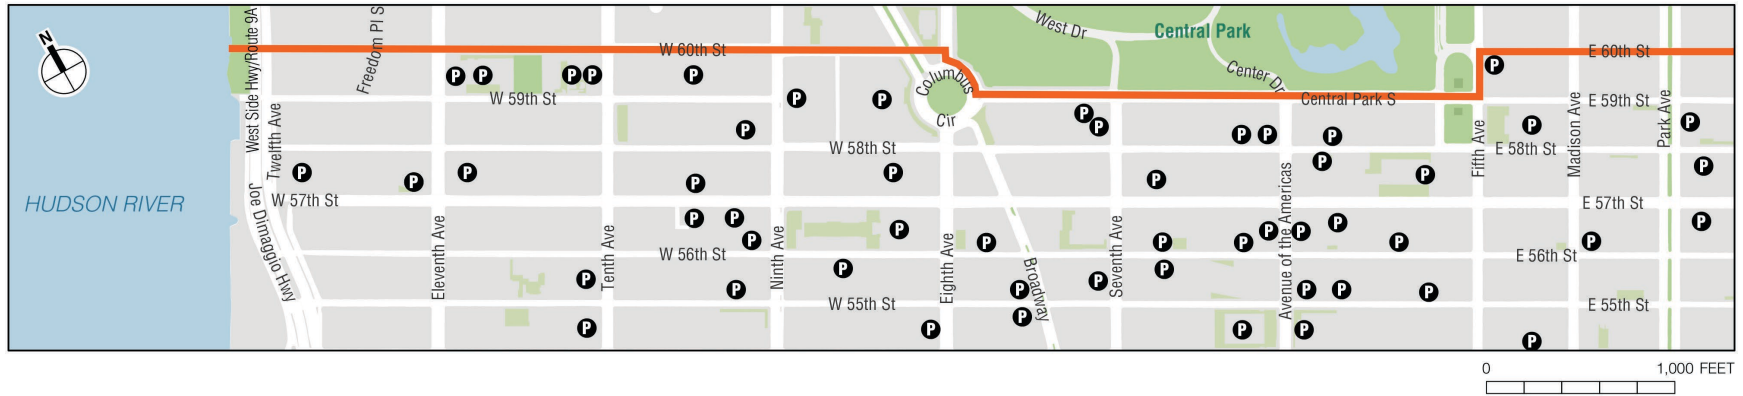 N
West Side Hwy/Route 9A
Freedom Pl S
W 60th St
West Dr
Central Park
Center Dr
E 60th St
Columbus
Cir
W 59th St
Central Park S
E 59th St
Twelfth Ave
Fifth Ave
Madison Ave
Park Ave
W 58th St
E 58th St
HUDSON RIVER
W 57th St
E 57th St
Joe Dimaggio Hwy
Eleventh Ave
Tenth Ave
Ninth Ave
Eighth Ave
Broadway
Seventh Ave
Avenue of the Americas
W 56th St
E 56th St
W 55th St
E 55th St
P P P P P P P P
P P P P P P P P P P
P P P P P P P P P P
P P P P P P P P P P
P P P P P P P P P P
P P P P P P
0 1,000 FEET